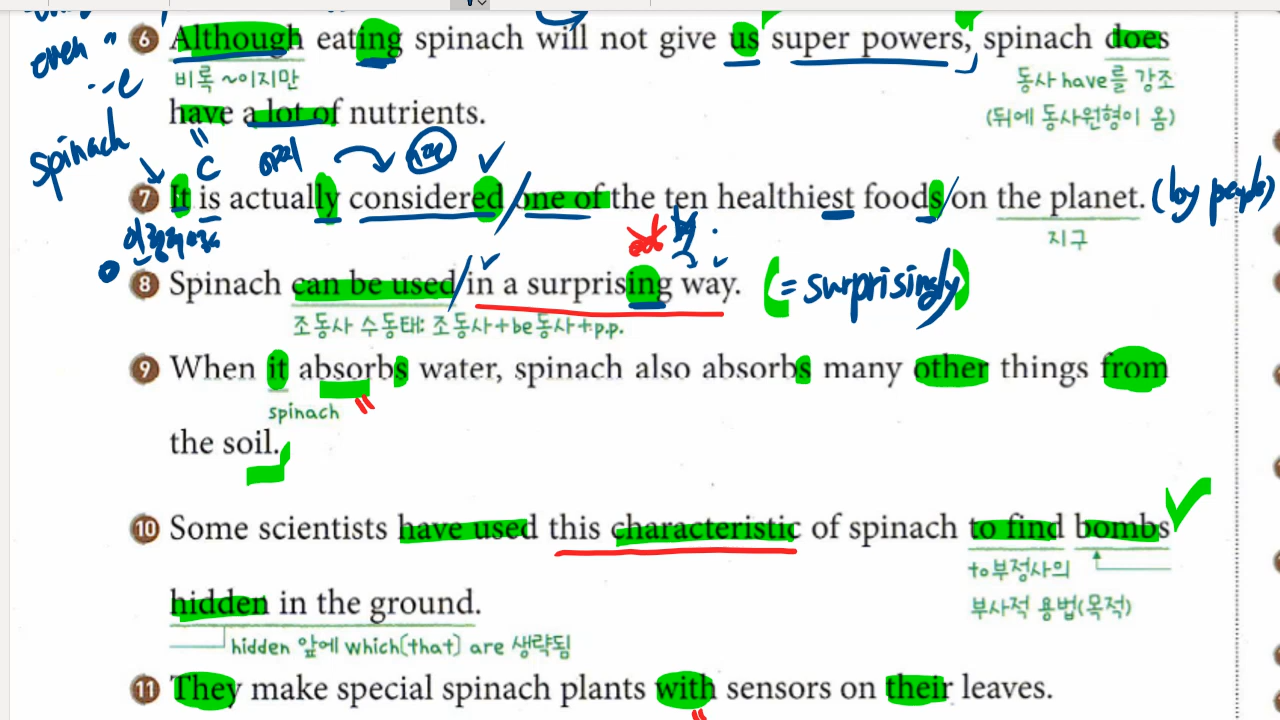 even "
⑥ Although eating spinach will not give us super powers, spinach does
비록 ~이지만
동사 have를 강조
(뒤에 동사원형이 옴)
have a lot of nutrients.
spinach
⑦ It is actually considered / one of the ten healthiest foods / on the planet. (by people)
지구
⑧ Spinach can be used / in a surprising way. (= surprisingly)
조동사 수동태: 조동사+be동사+p.p.
⑨ When it absorbs water, spinach also absorbs many other things from
spinach
the soil.
⑩ Some scientists have used this characteristic of spinach to find bombs
to부정사의
부사적 용법(목적)
hidden in the ground.
hidden 앞에 which(that) are 생략됨
⑪ They make special spinach plants with sensors on their leaves.